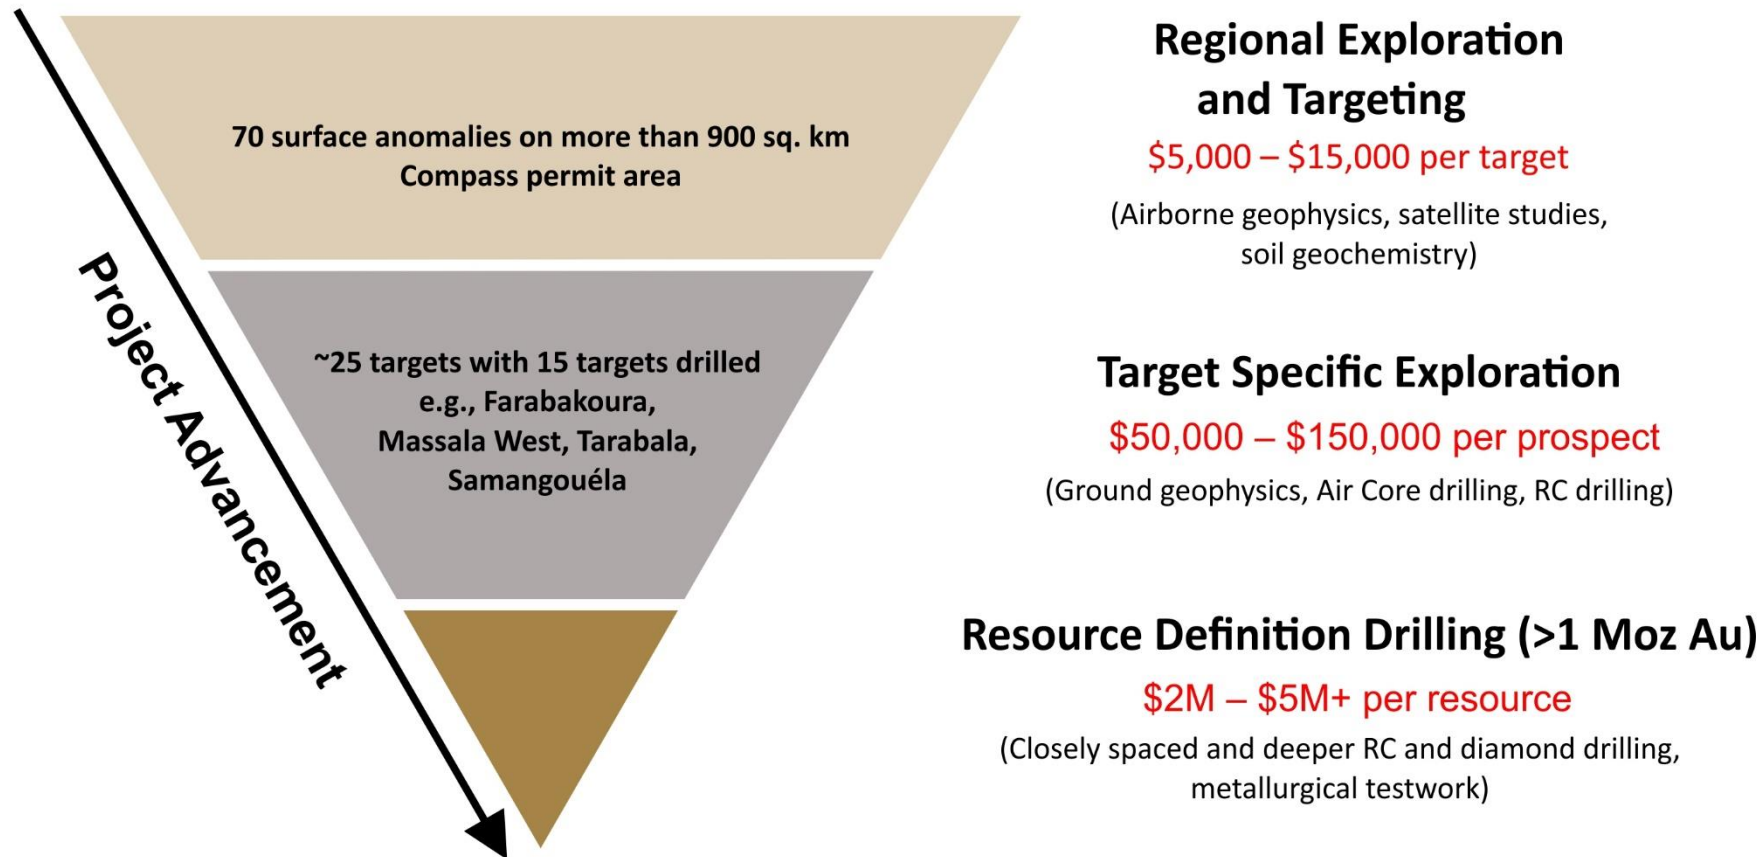 Project Advancement
70 surface anomalies on more than 900 sq. km
Compass permit area
~25 targets with 15 targets drilled
e.g., Farabakoura,
Massala West, Tarabala,
Samangouéla
Regional Exploration
and Targeting
$5,000 – $15,000 per target
(Airborne geophysics, satellite studies,
soil geochemistry)
Target Specific Exploration
$50,000 – $150,000 per prospect
(Ground geophysics, Air Core drilling, RC drilling)
Resource Definition Drilling (>1 Moz Au)
$2M – $5M+ per resource
(Closely spaced and deeper RC and diamond drilling,
metallurgical testwork)